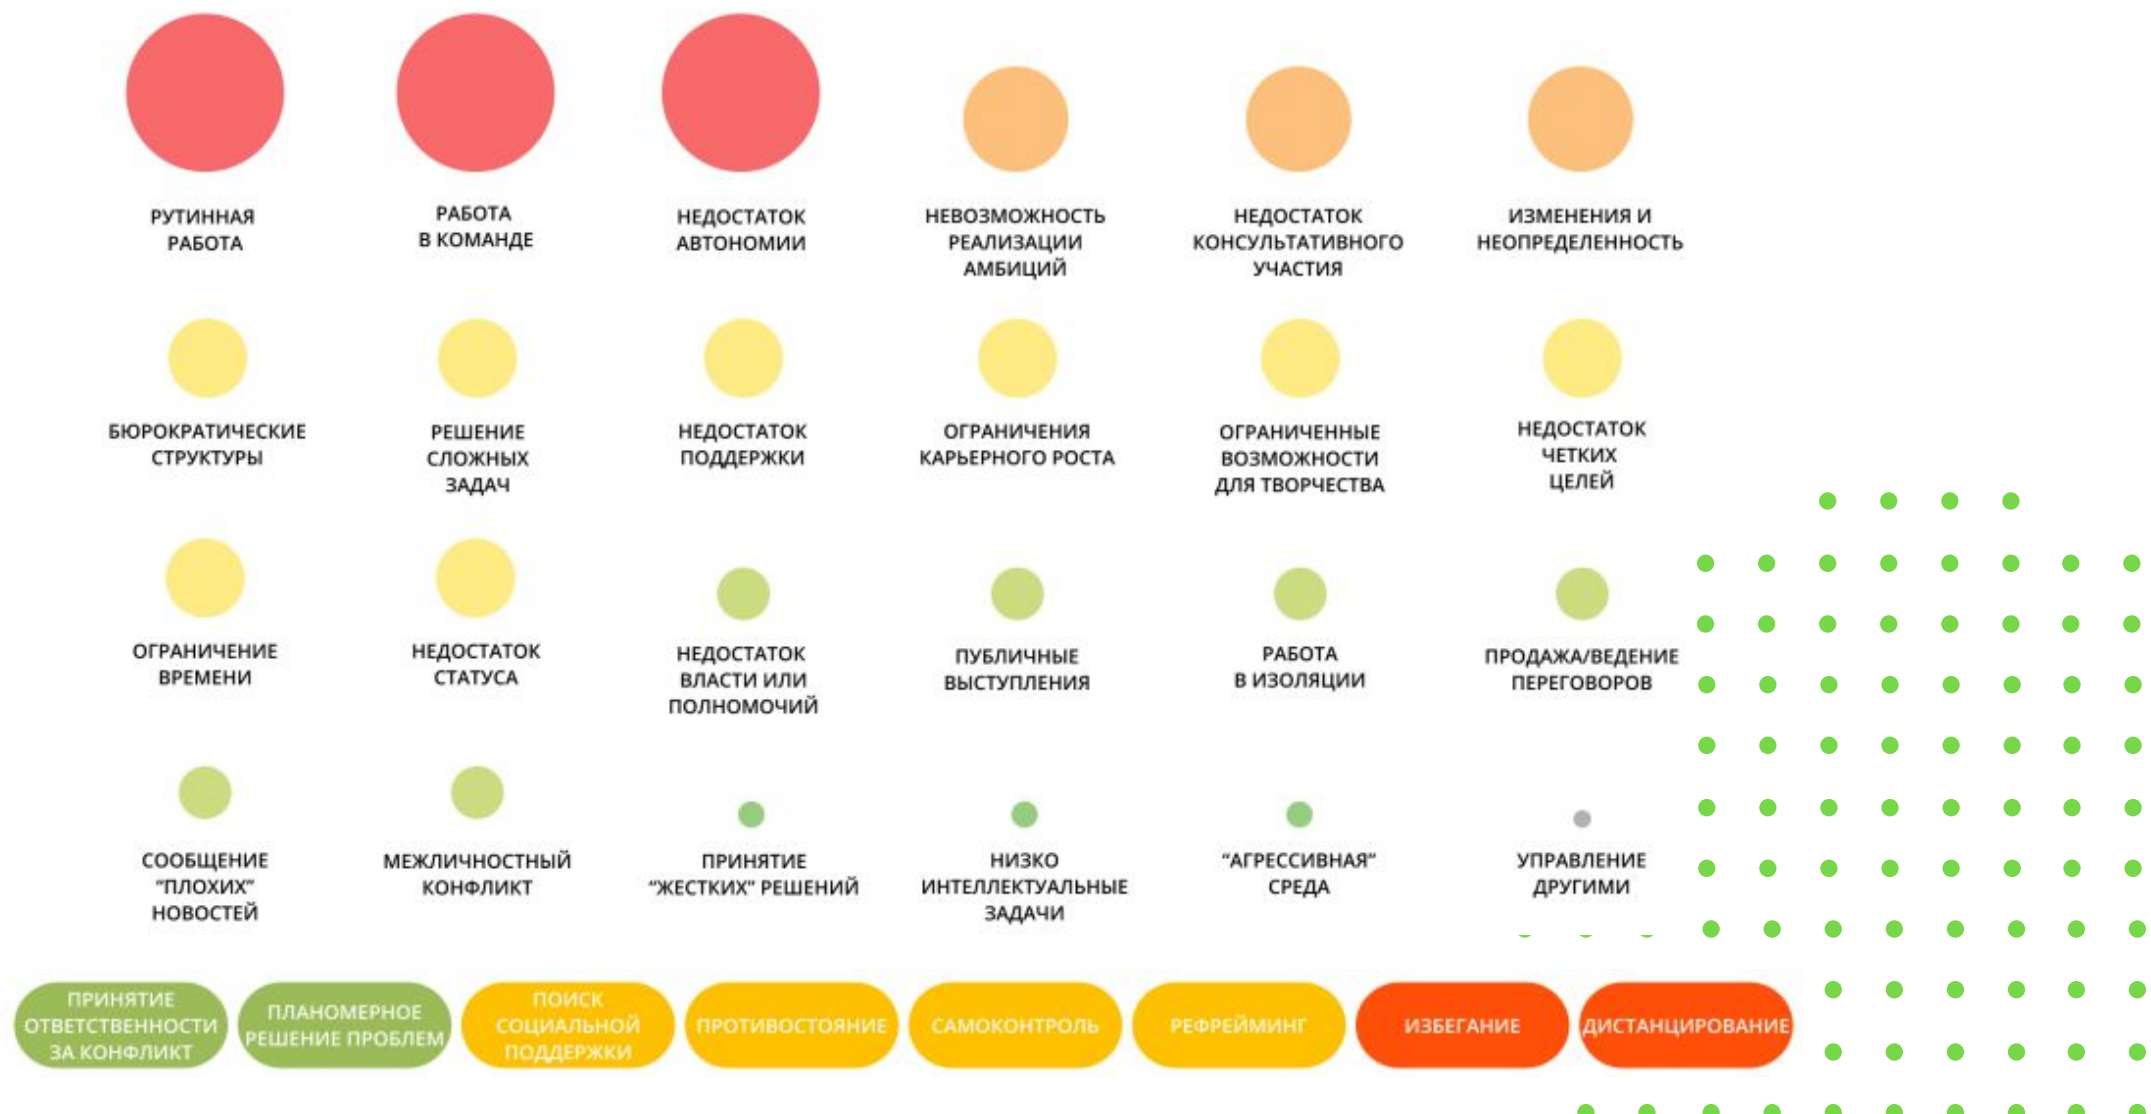 РУТИННАЯ
РАБОТА
РАБОТА
В КОМАНДЕ
НЕДОСТАТОК
АВТОНОМИИ
НЕВОЗМОЖНОСТЬ
РЕАЛИЗАЦИИ
АМБИЦИЙ
НЕДОСТАТОК
КОНСУЛЬТАТИВНОГО
УЧАСТИЯ
ИЗМЕНЕНИЯ И
НЕОПРЕДЕЛЕННОСТЬ
БЮРОКРАТИЧЕСКИЕ
СТРУКТУРЫ
РЕШЕНИЕ
СЛОЖНЫХ
ЗАДАЧ
НЕДОСТАТОК
ПОДДЕРЖКИ
ОГРАНИЧЕНИЯ
КАРЬЕРНОГО РОСТА
ОГРАНИЧЕННЫЕ
ВОЗМОЖНОСТИ
ДЛЯ ТВОРЧЕСТВА
НЕДОСТАТОК
ЧЕТКИХ
ЦЕЛЕЙ
ОГРАНИЧЕНИЕ
ВРЕМЕНИ
НЕДОСТАТОК
СТАТУСА
НЕДОСТАТОК
ВЛАСТИ ИЛИ
ПОЛНОМОЧИЙ
ПУБЛИЧНЫЕ
ВЫСТУПЛЕНИЯ
РАБОТА
В ИЗОЛЯЦИИ
ПРОДАЖА/ВЕДЕНИЕ
ПЕРЕГОВОРОВ
СООБЩЕНИЕ
“ПЛОХИХ”
НОВОСТЕЙ
МЕЖЛИЧНОСТНЫЙ
КОНФЛИКТ
ПРИНЯТИЕ
“ЖЕСТКИХ” РЕШЕНИЙ
НИЗКО
ИНТЕЛЛЕКТУАЛЬНЫЕ
ЗАДАЧИ
“АГРЕССИВНАЯ”
СРЕДА
УПРАВЛЕНИЕ
ДРУГИМИ
ПРИНЯТИЕ
ОТВЕТСТВЕННОСТИ
ЗА КОНФЛИКТ
ПЛАНОМЕРНОЕ
РЕШЕНИЕ ПРОБЛЕМ
ПОИСК
СОЦИАЛЬНОЙ
ПОДДЕРЖКИ
ПРОТИВОСТОЯНИЕ
САМОКОНТРОЛЬ
РЕФРЕЙМИНГ
ИЗБЕГАНИЕ
ДИСТАНЦИРОВАНИЕ